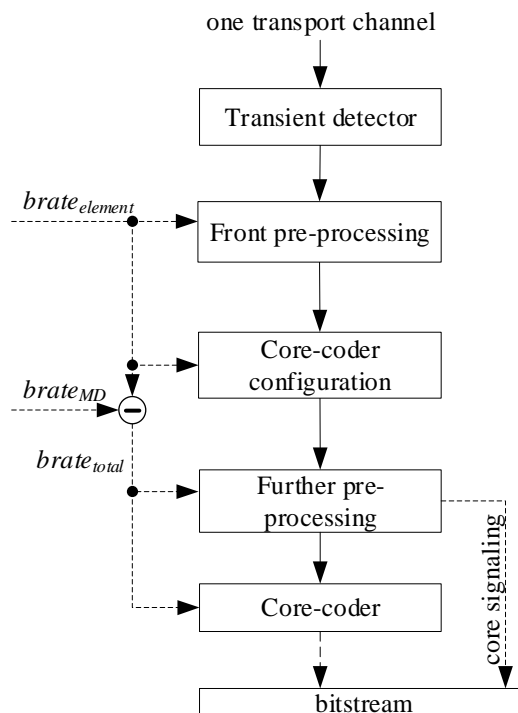 one transport channel
Transient detector
brate_element
Front pre-processing
Core-coder
configuration
brate_MD
brate_total
Further pre-
processing
core signaling
Core-coder
bitstream